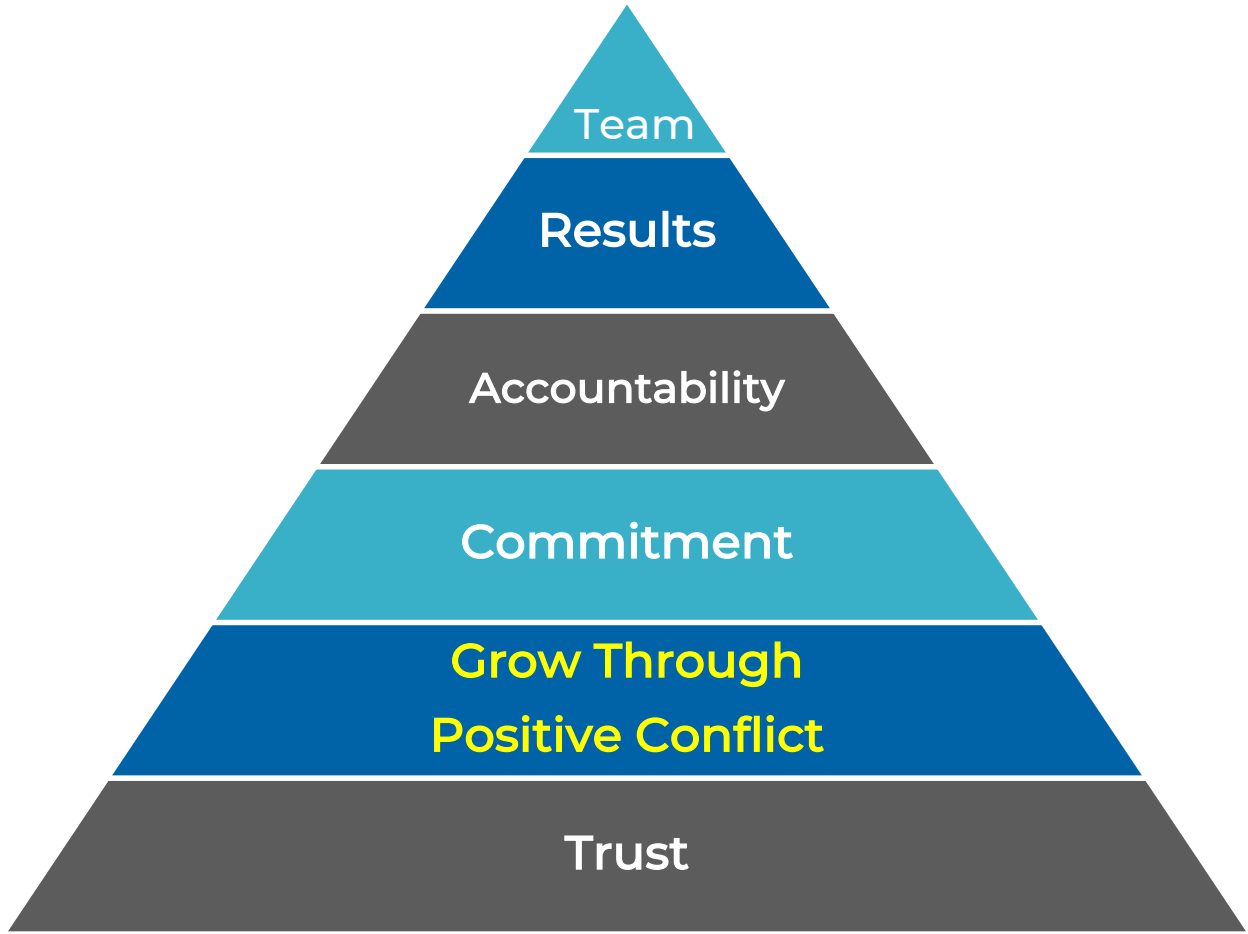 Team
Results
Accountability
Commitment
Grow Through
Positive Conflict
Trust